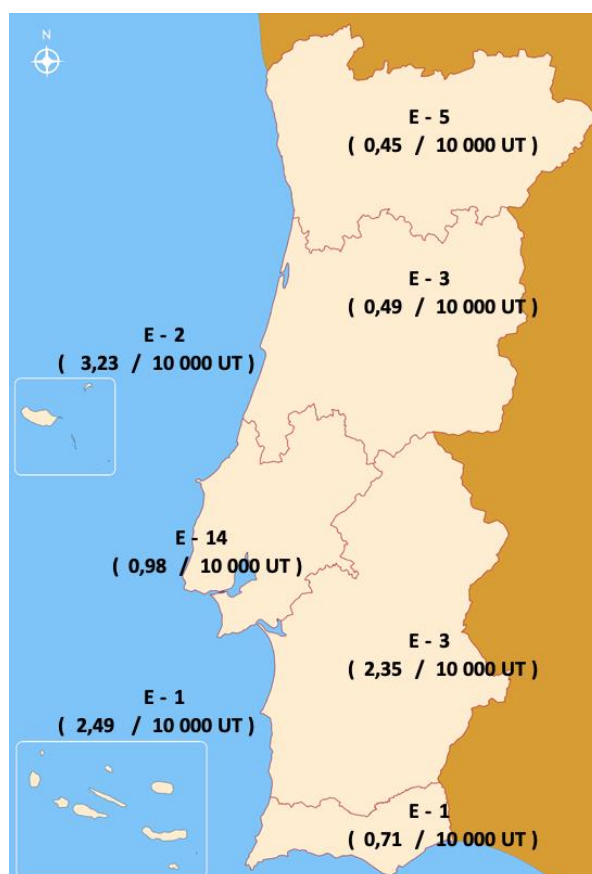 N
E - 5
( 0,45 / 10 000 UT )
E - 3
( 0,49 / 10 000 UT )
E - 2
( 3,23 / 10 000 UT )
E - 14
( 0,98 / 10 000 UT )
E - 3
( 2,35 / 10 000 UT )
E - 1
( 2,49 / 10 000 UT )
E - 1
( 0,71 / 10 000 UT )